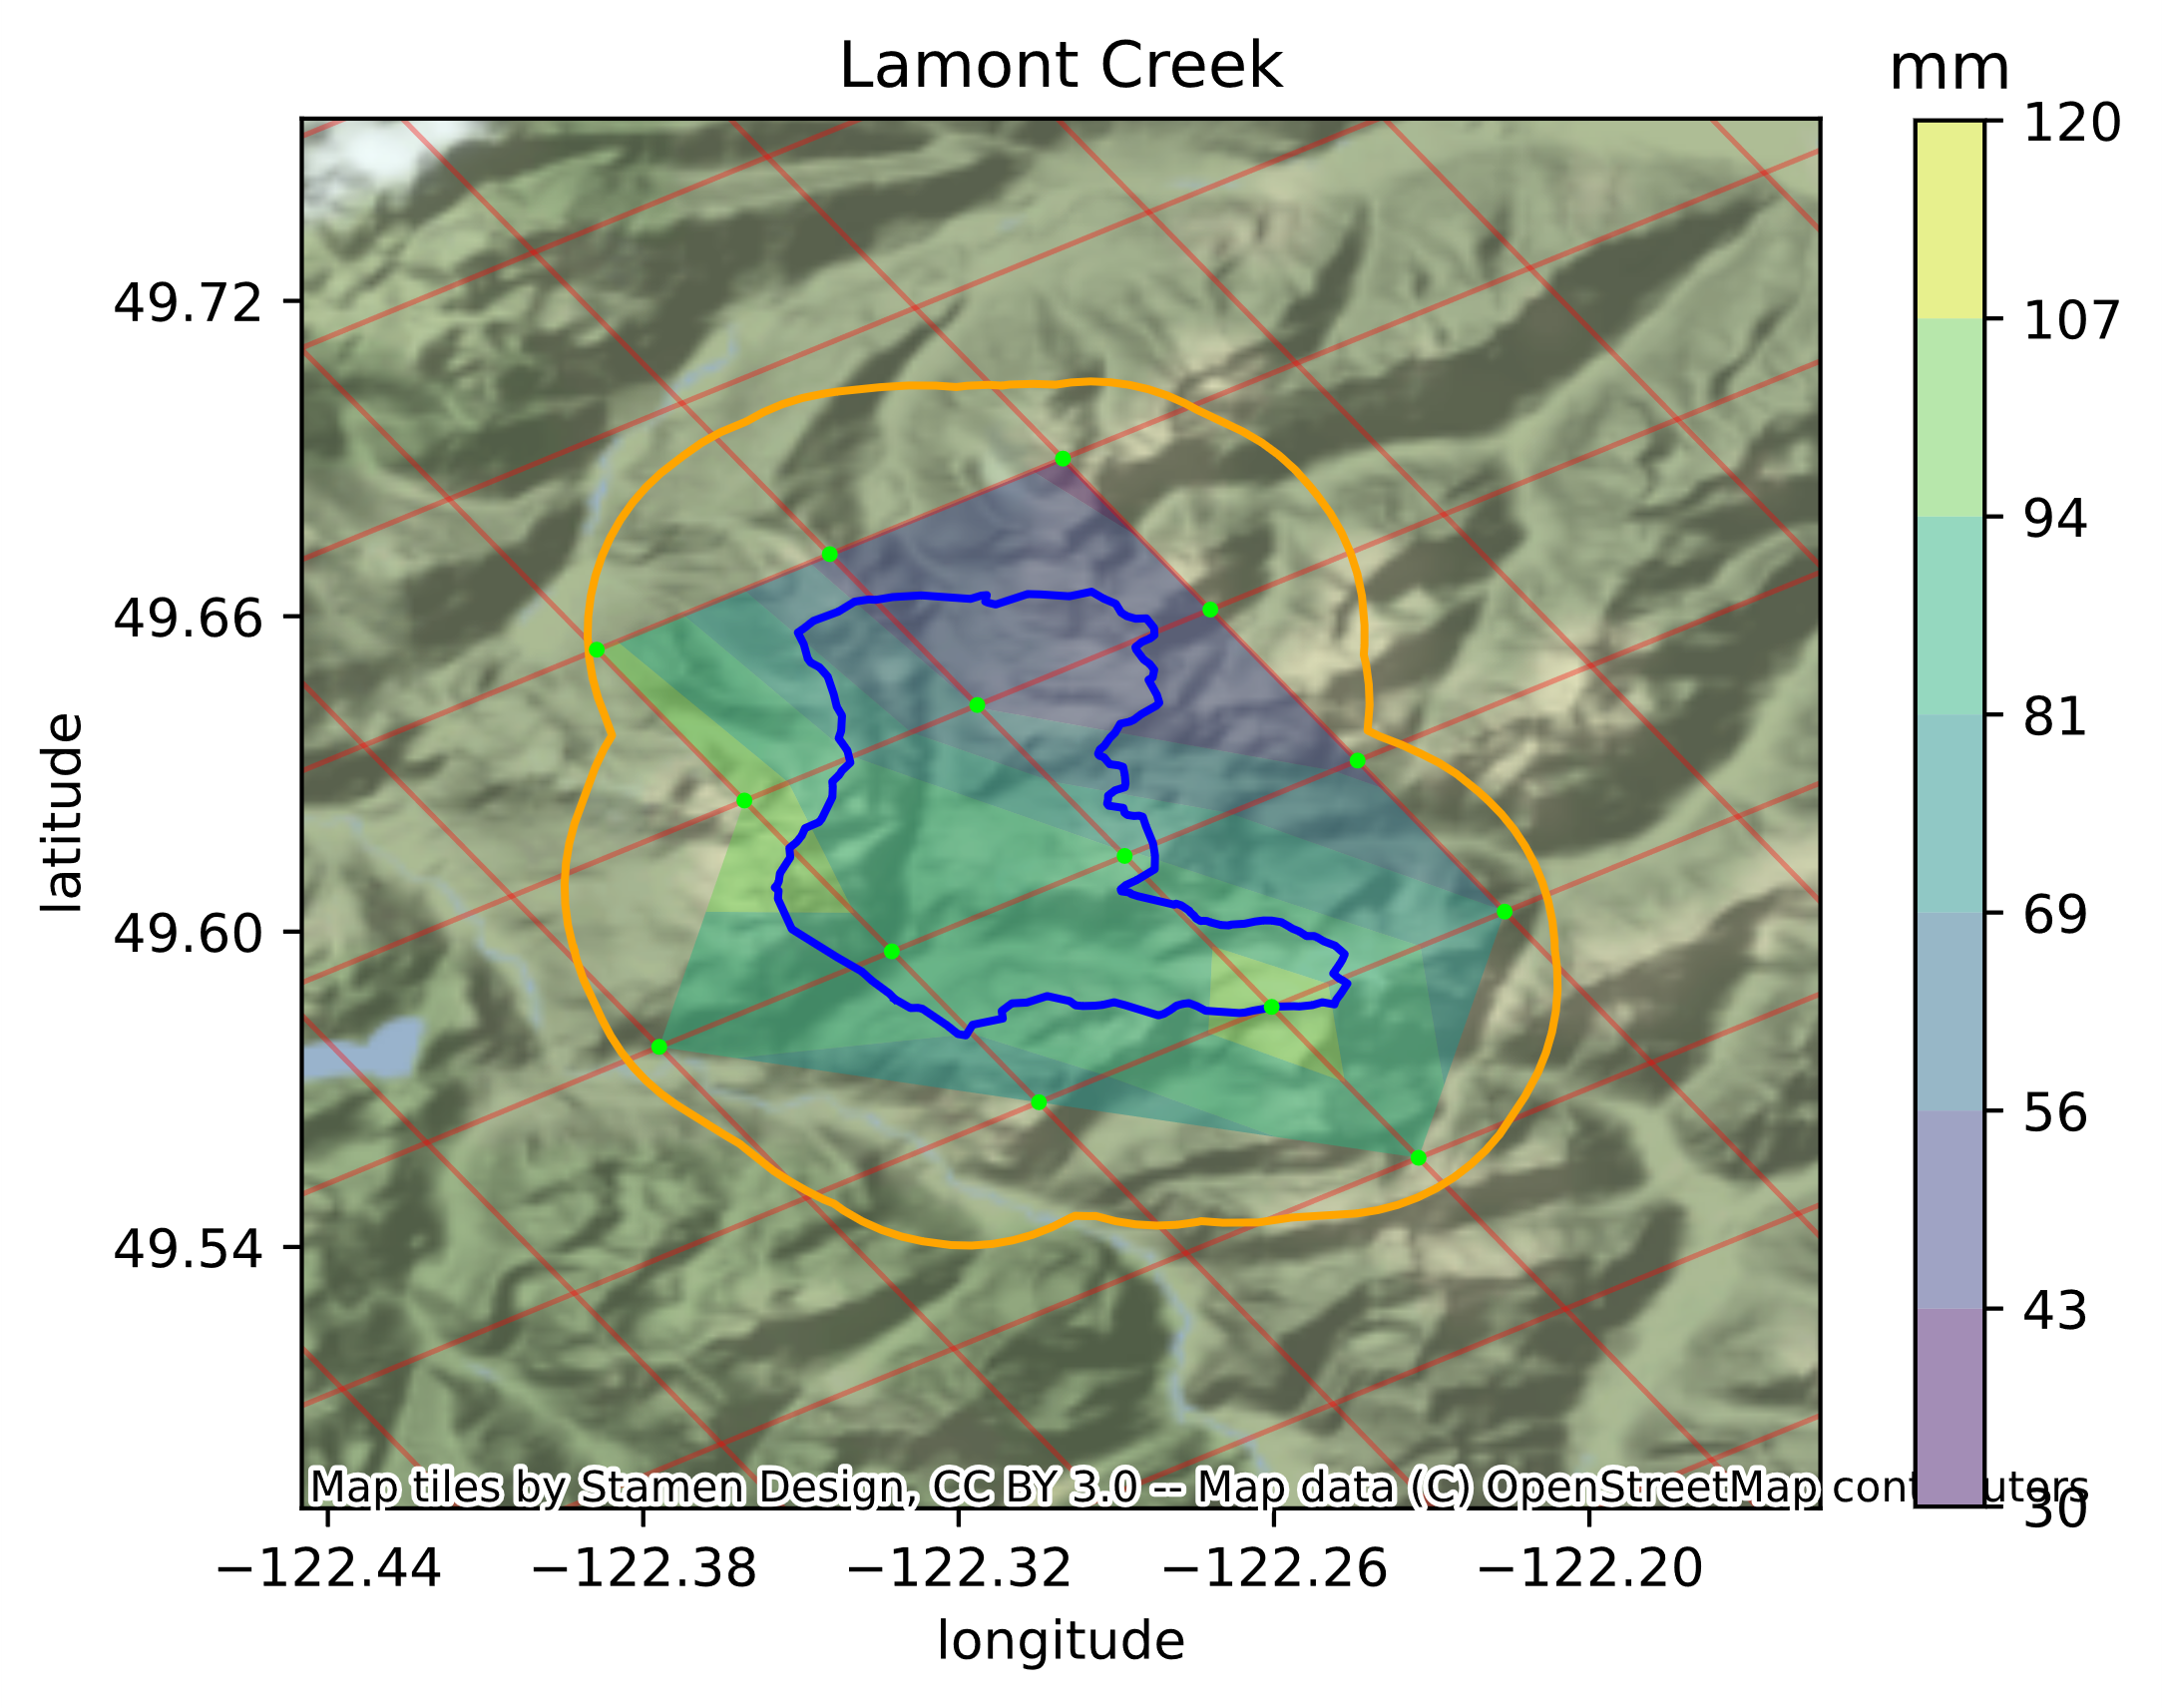 Lamont Creek
mm
120
107
94
81
69
56
43
30
49.72
49.66
49.60
49.54
latitude
Map tiles by Stamen Design, CC BY 3.0 -- Map data (C) OpenStreetMap
−122.44 −122.38 −122.32 −122.26 −122.20
longitude